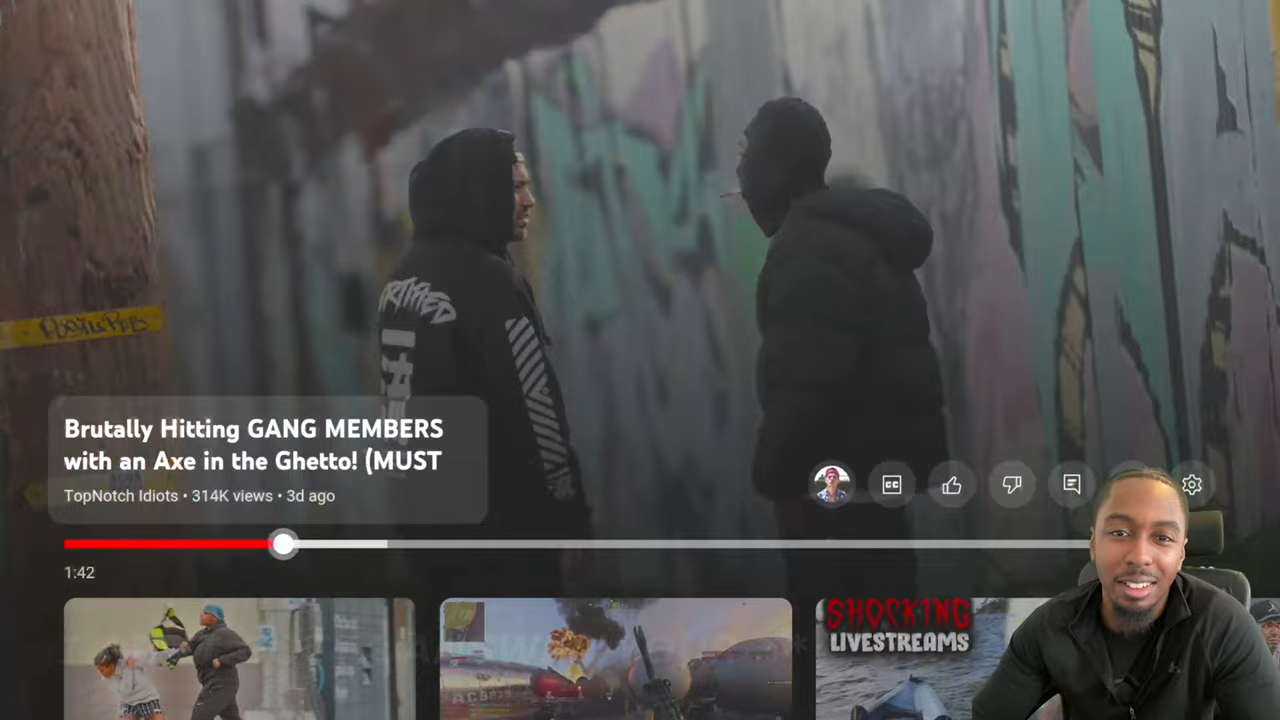 Brutally Hitting GANG MEMBERS
with an Axe in the Ghetto! (MUST
TopNotch Idiots • 314K views • 3d ago
CC
1:42
SHOCKING
LIVESTREAMS